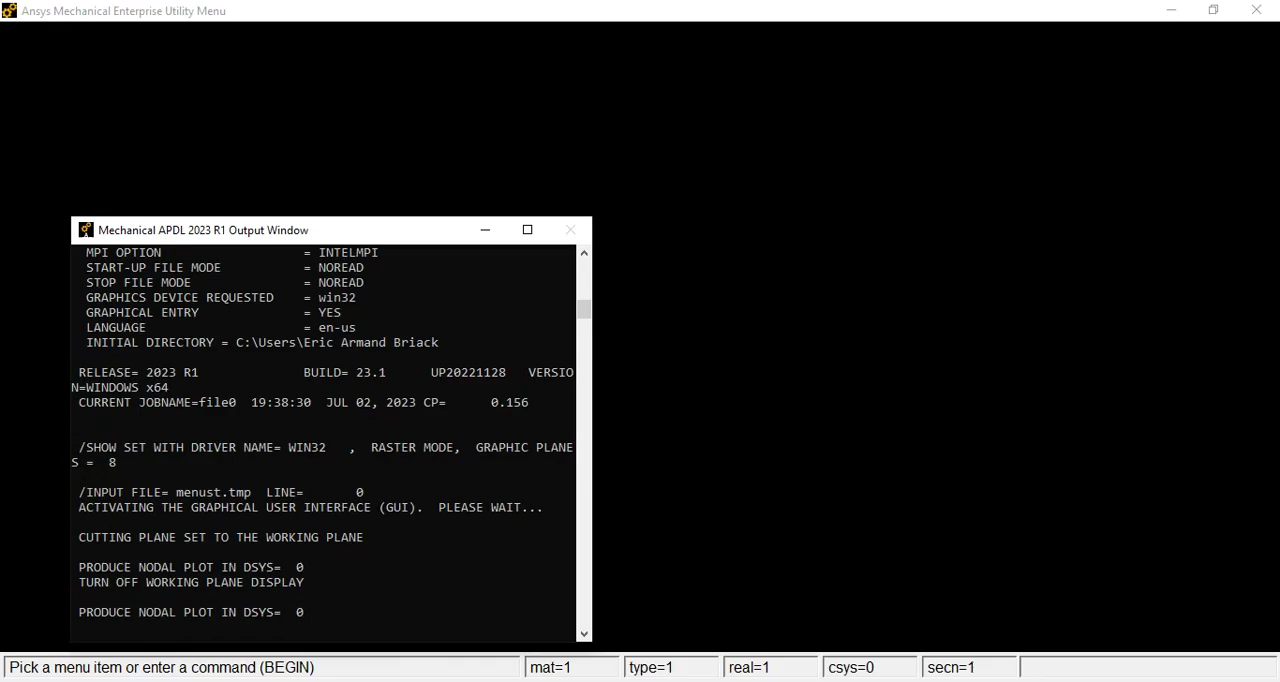 Ansys Mechanical Enterprise Utility Menu
Mechanical APDL 2023 R1 Output Window
MPI OPTION = INTELMPI
START-UP FILE MODE = NOREAD
STOP FILE MODE = NOREAD
GRAPHICS DEVICE REQUESTED = win32
GRAPHICAL ENTRY = YES
LANGUAGE = en-us
INITIAL DIRECTORY = C:\Users\Eric Armand Briack
RELEASE= 2023 R1 BUILD= 23.1 UP20221128 VERSIO
N=WINDOWS x64
CURRENT JOBNAME=file0 19:38:30 JUL 02, 2023 CP= 0.156
/SHOW SET WITH DRIVER NAME= WIN32 , RASTER MODE, GRAPHIC PLANE
S = 8
/INPUT FILE= menust.tmp LINE= 0
ACTIVATING THE GRAPHICAL USER INTERFACE (GUI). PLEASE WAIT...
CUTTING PLANE SET TO THE WORKING PLANE
PRODUCE NODAL PLOT IN DSYS= 0
TURN OFF WORKING PLANE DISPLAY
PRODUCE NODAL PLOT IN DSYS= 0
Pick a menu item or enter a command (BEGIN) mat=1 type=1 real=1 csys=0 secn=1